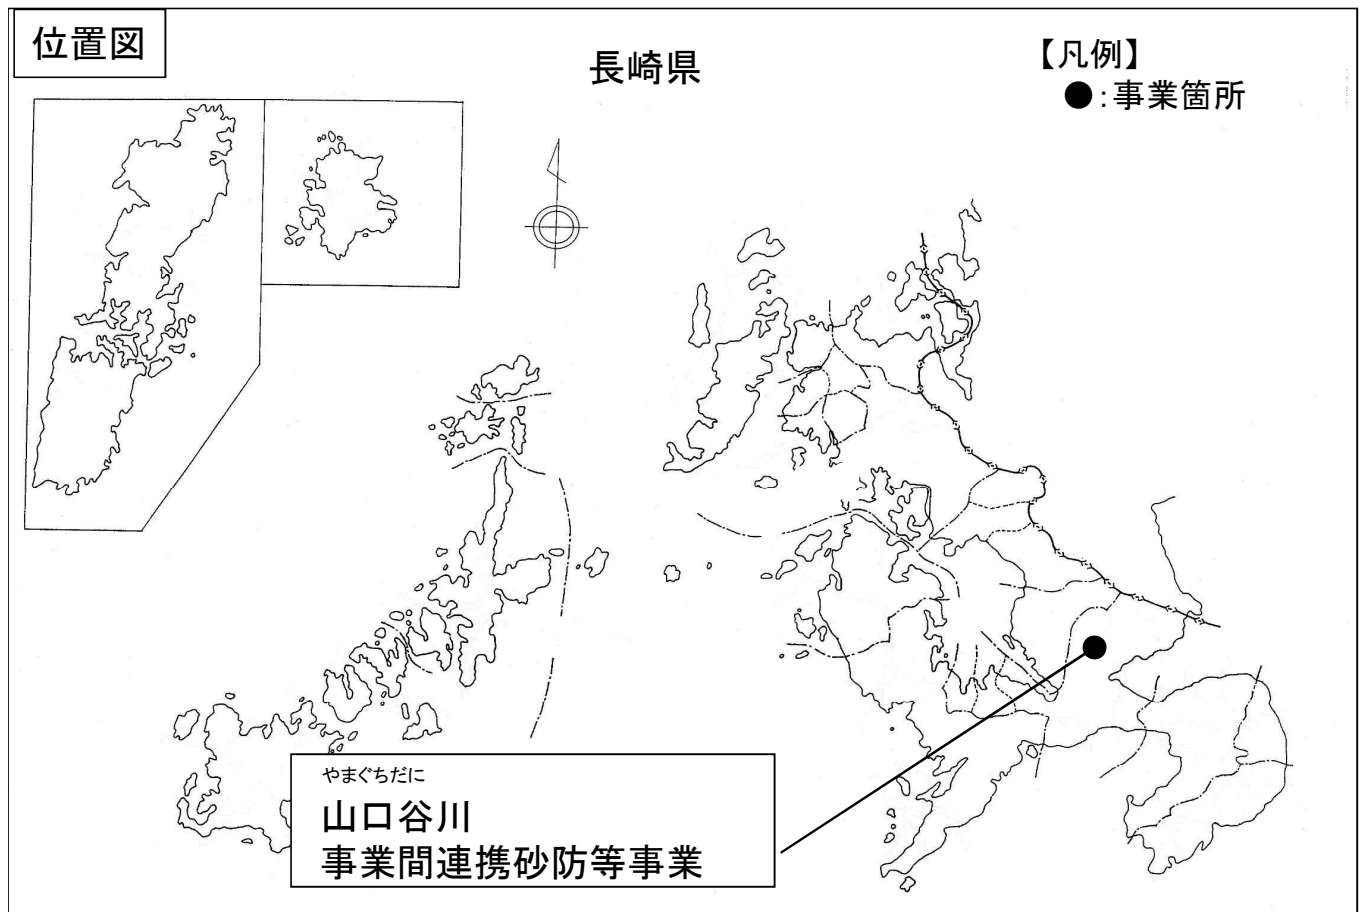 位置図
長崎県
【凡例】
●:事業箇所
やまぐちだに
山口谷川
事業間連携砂防等事業